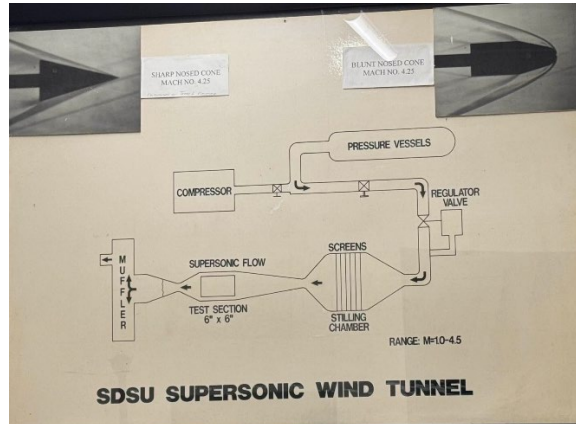 SHARP NOSED CONE
MACH NO. 4.25
BLUNT NOSED CONE
MACH NO. 4.25
PRESSURE VESSELS
COMPRESSOR
REGULATOR
VALVE
SCREENS
SUPERSONIC FLOW
MUFFLER
TEST SECTION
6" x 6"
STILLING
CHAMBER
RANGE: M=1.0-4.5
SDSU SUPERSONIC WIND TUNNEL